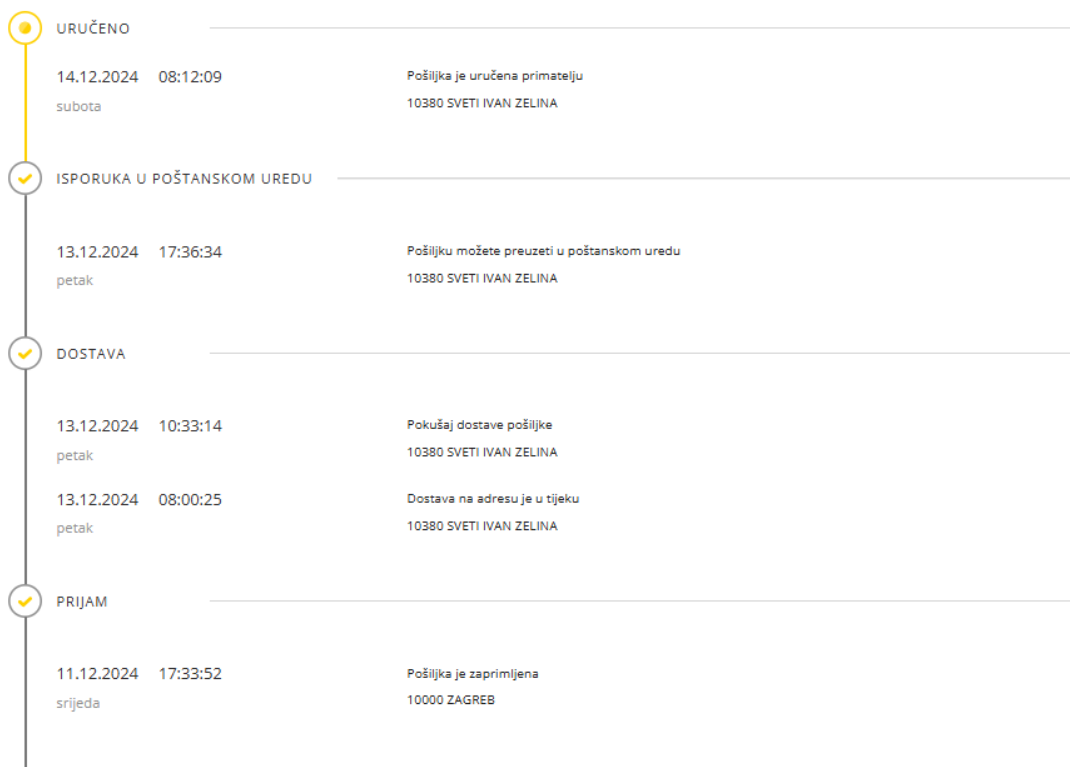 URUČENO
14.12.2024 08:12:09 Pošiljka je uručena primatelju
subota 10380 SVETI IVAN ZELINA
ISPORUKA U POŠTANSKOM UREDU
13.12.2024 17:36:34 Pošiljku možete preuzeti u poštanskom uredu
petak 10380 SVETI IVAN ZELINA
DOSTAVA
13.12.2024 10:33:14 Pokušaj dostave pošiljke
petak 10380 SVETI IVAN ZELINA
13.12.2024 08:00:25 Dostava na adresu je u tijeku
petak 10380 SVETI IVAN ZELINA
PRIJAM
11.12.2024 17:33:52 Pošiljka je zaprimljena
srijeda 10000 ZAGREB